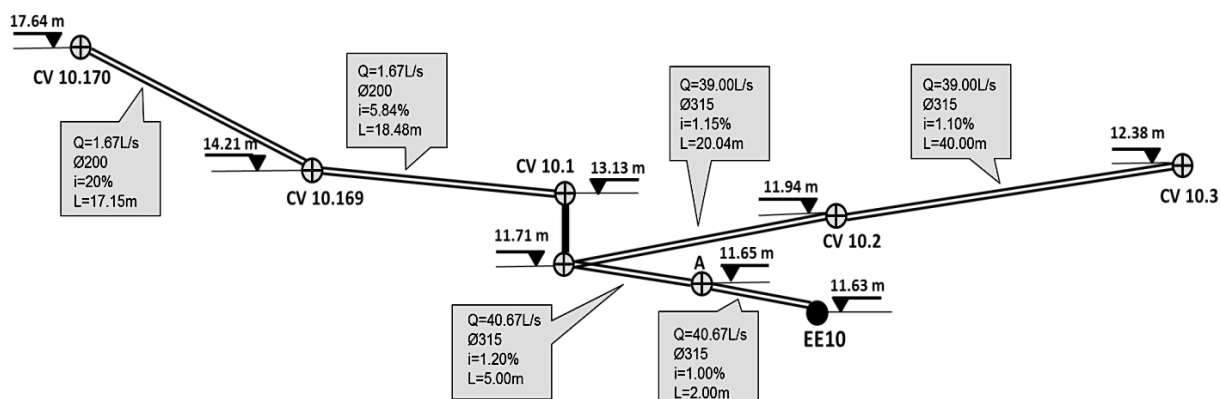 17.64 m
CV 10.170
Q=1.67L/s
Ø200
i=20%
L=17.15m
14.21 m
CV 10.169
Q=1.67L/s
Ø200
i=5.84%
L=18.48m
CV 10.1
13.13 m
11.71 m
Q=39.00L/s
Ø315
i=1.15%
L=20.04m
11.94 m
CV 10.2
Q=39.00L/s
Ø315
i=1.10%
L=40.00m
12.38 m
CV 10.3
A
11.65 m
11.63 m
EE10
Q=40.67L/s
Ø315
i=1.20%
L=5.00m
Q=40.67L/s
Ø315
i=1.00%
L=2.00m